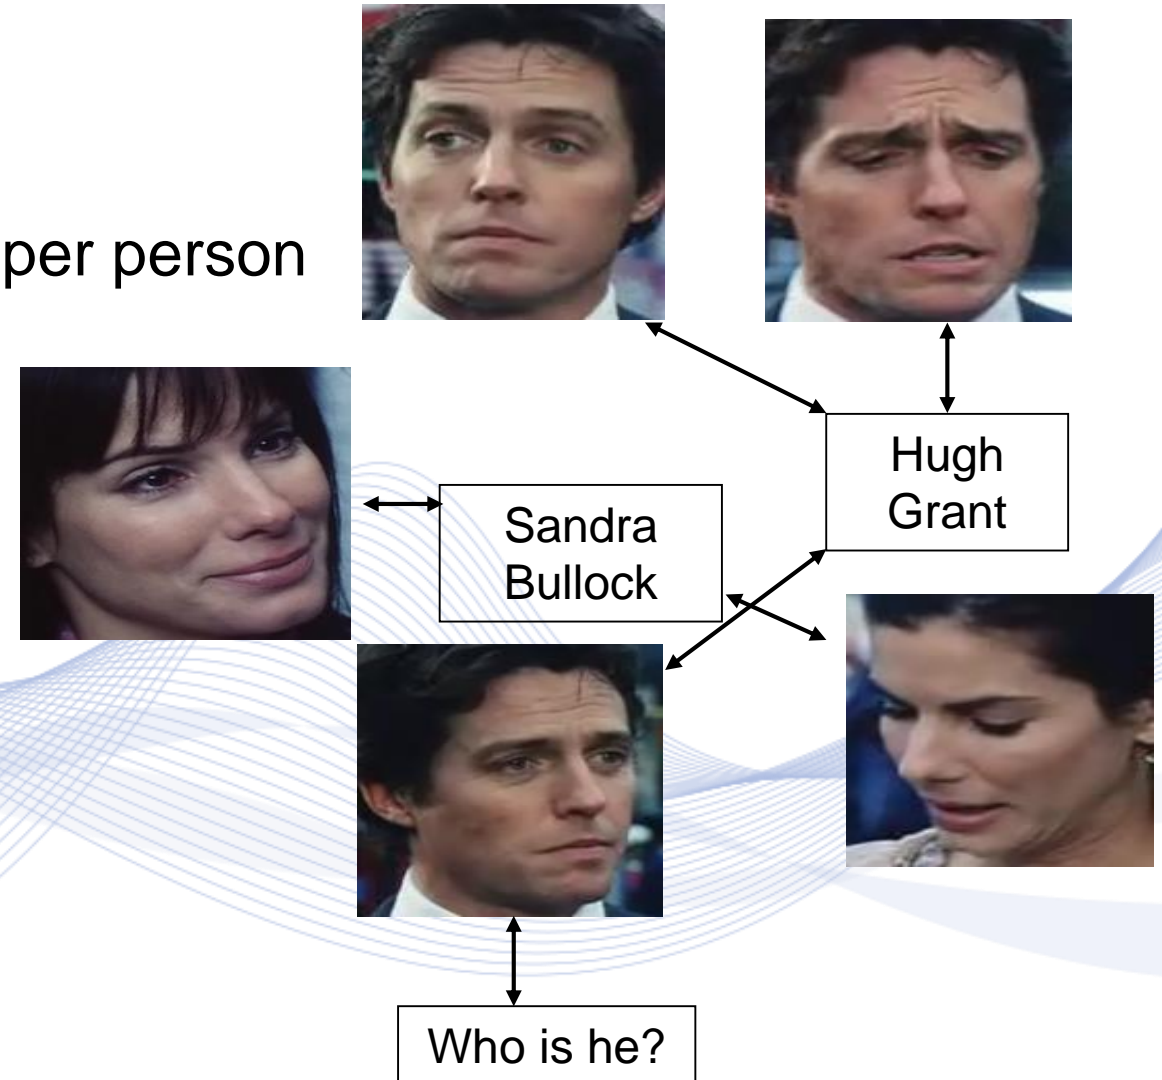 per person
Hugh
Grant
Sandra
Bullock
Who is he?